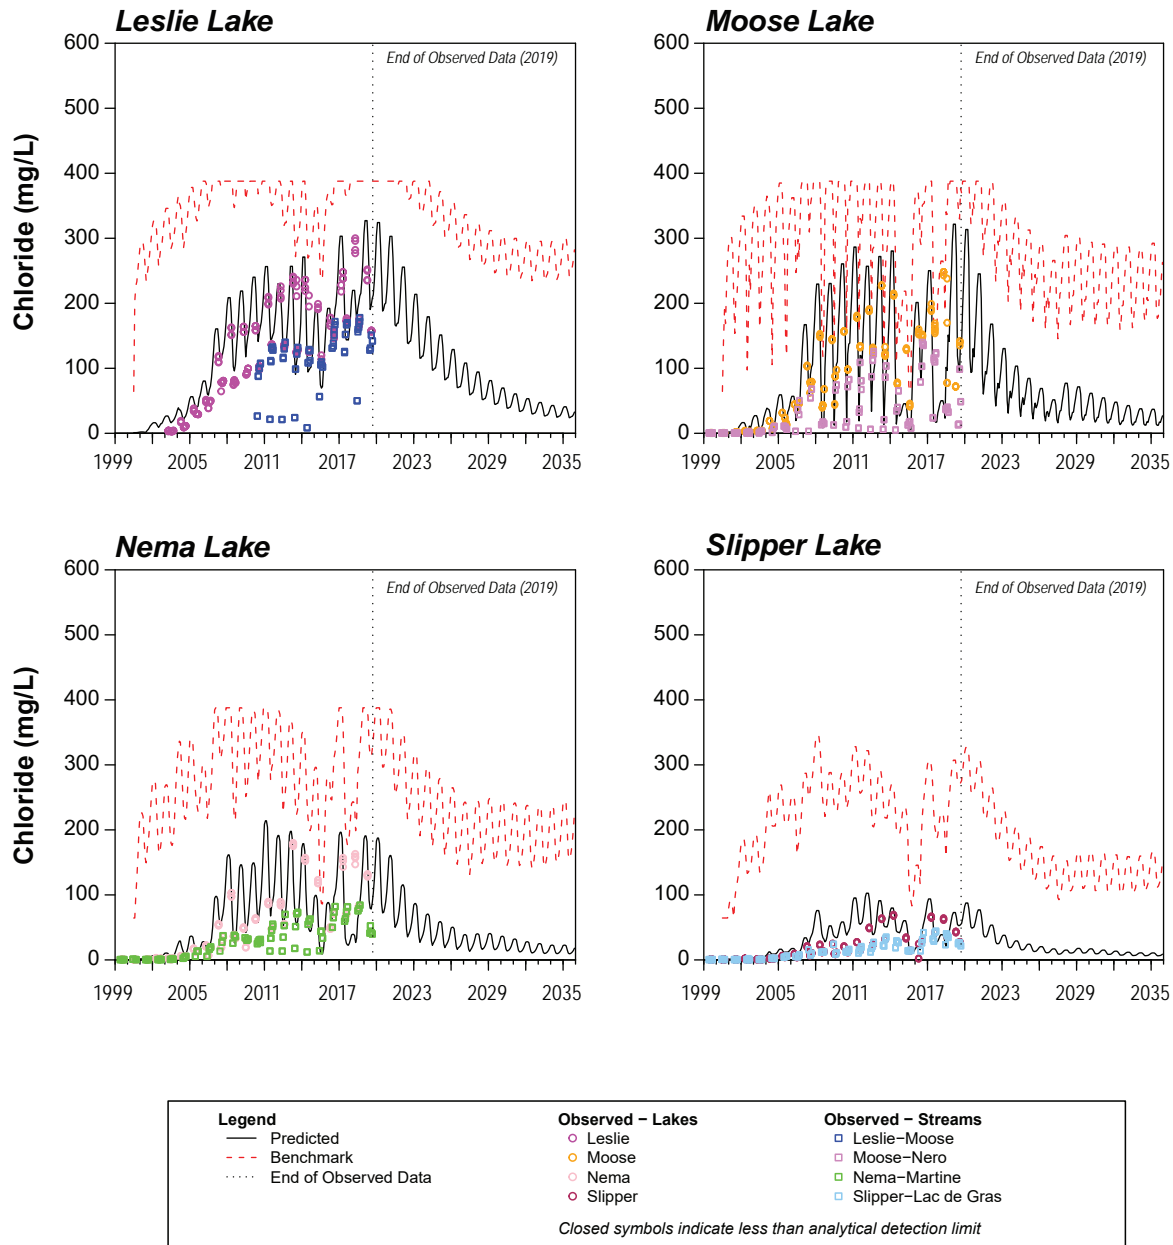 Leslie Lake
Moose Lake
Chloride (mg/L)
600
500
400
300
200
100
0
End of Observed Data (2019)
1999 2005 2011 2017 2023 2029 2035
600
500
400
300
200
100
0
End of Observed Data (2019)
1999 2005 2011 2017 2023 2029 2035
Nema Lake
Slipper Lake
Chloride (mg/L)
600
500
400
300
200
100
0
End of Observed Data (2019)
1999 2005 2011 2017 2023 2029 2035
600
500
400
300
200
100
0
End of Observed Data (2019)
1999 2005 2011 2017 2023 2029 2035
Legend
Predicted
Benchmark
End of Observed Data
Observed − Lakes
Leslie
Moose
Nema
Slipper
Observed − Streams
Leslie−Moose
Moose−Nero
Nema−Martine
Slipper−Lac de Gras
Closed symbols indicate less than analytical detection limit